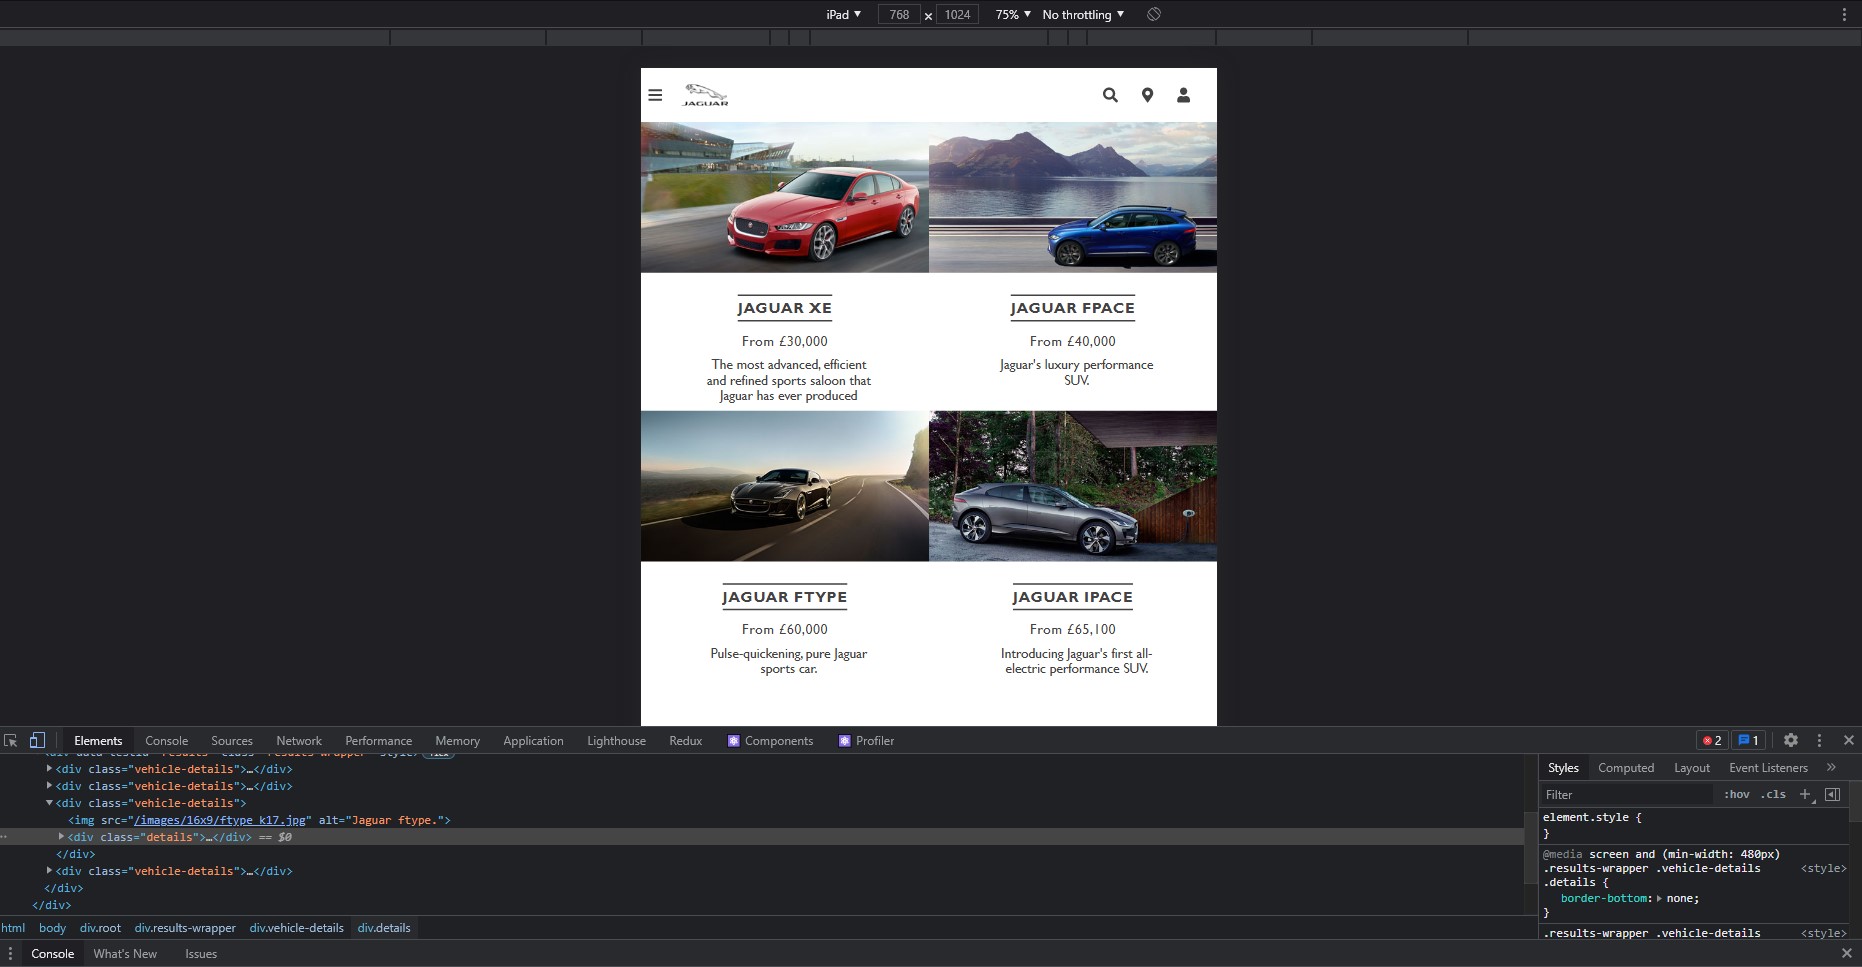 iPad ▼ 768 × 1024 75% ▼ No throttling ▼
JAGUAR
JAGUAR XE
From £30,000
The most advanced, efficient
and refined sports saloon that
Jaguar has ever produced
JAGUAR FPACE
From £40,000
Jaguar's luxury performance
SUV.
JAGUAR FTYPE
From £60,000
Pulse-quickening, pure Jaguar
sports car.
JAGUAR IPACE
From £65,100
Introducing Jaguar's first all-
electric performance SUV.
Elements Console Sources Network Performance Memory Application Lighthouse Redux Components Profiler 2 1
<div class="vehicle-details">…</div>
<div class="vehicle-details">…</div>
<div class="vehicle-details">
<img src="/images/16x9/ftype_k17.jpg" alt="Jaguar ftype.">
<div class="details">…</div> == $0
</div>
<div class="vehicle-details">…</div>
</div>
</div>
html body div.root div.results-wrapper div.vehicle-details div.details
Styles Computed Layout Event Listeners »
Filter :hov .cls +
element.style {
}
@media screen and (min-width: 480px)
.results-wrapper .vehicle-details <style>
.details {
border-bottom: none;
}
.results-wrapper .vehicle-details <style>
Console What's New Issues